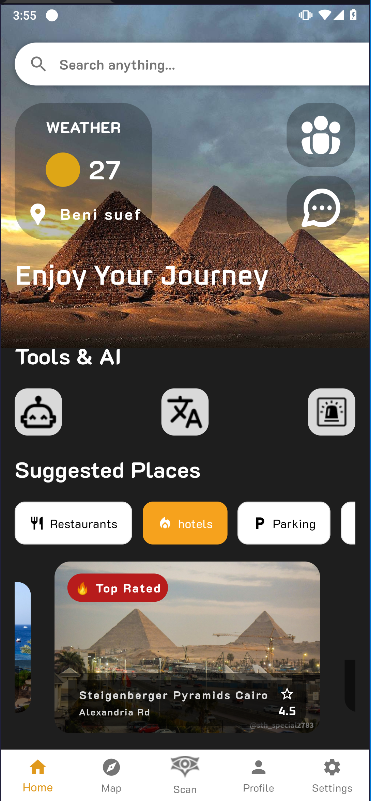 3:55
Search anything...
WEATHER
27
Beni suef
Enjoy Your Journey
Tools & AI
Suggested Places
Restaurants
hotels
P Parking
Top Rated
Steigenberger Pyramids Cairo
Alexandria Rd
4.5
Home
Map
Scan
Profile
Settings